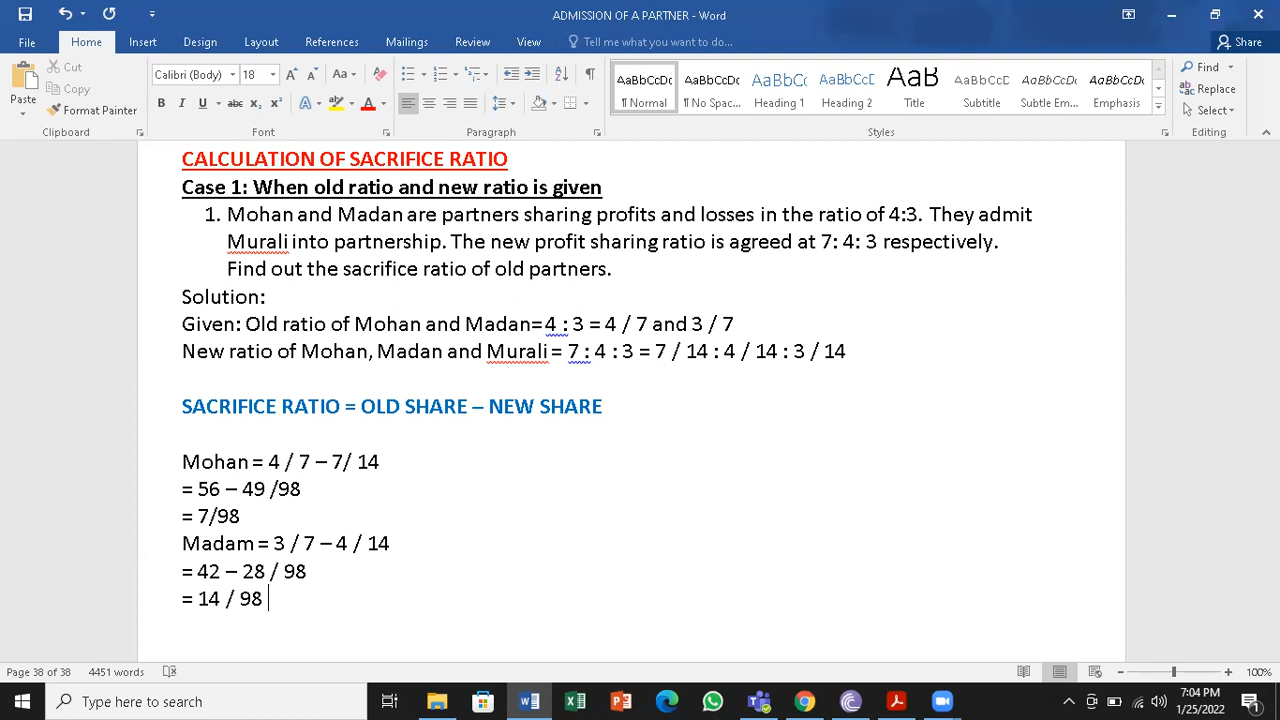 ADMISSION OF A PARTNER - Word
File Home Insert Design Layout References Mailings Review View Tell me what you want to do... Share
Paste Cut Copy Format Painter
Calibri (Body) 18 Aa
B I U abc x₂ x² A A
AaBbCcDc AaBbCcDc AaBbCc AaBbCcE AaB AaBbCcD AaBbCcDc AaBbCcDc
¶ Normal ¶ No Spac... Heading 1 Heading 2 Title Subtitle Subtle Em... Emphasis
Find Replace Select
Clipboard Font Paragraph Styles Editing
CALCULATION OF SACRIFICE RATIO
Case 1: When old ratio and new ratio is given
1. Mohan and Madan are partners sharing profits and losses in the ratio of 4:3. They admit
Murali into partnership. The new profit sharing ratio is agreed at 7: 4: 3 respectively.
Find out the sacrifice ratio of old partners.
Solution:
Given: Old ratio of Mohan and Madan= 4 : 3 = 4 / 7 and 3 / 7
New ratio of Mohan, Madan and Murali = 7 : 4 : 3 = 7 / 14 : 4 / 14 : 3 / 14
SACRIFICE RATIO = OLD SHARE – NEW SHARE
Mohan = 4 / 7 – 7/ 14
= 56 – 49 /98
= 7/98
Madam = 3 / 7 – 4 / 14
= 42 – 28 / 98
= 14 / 98
Page 38 of 38 4451 words 100%
Type here to search
7:04 PM
1/25/2022